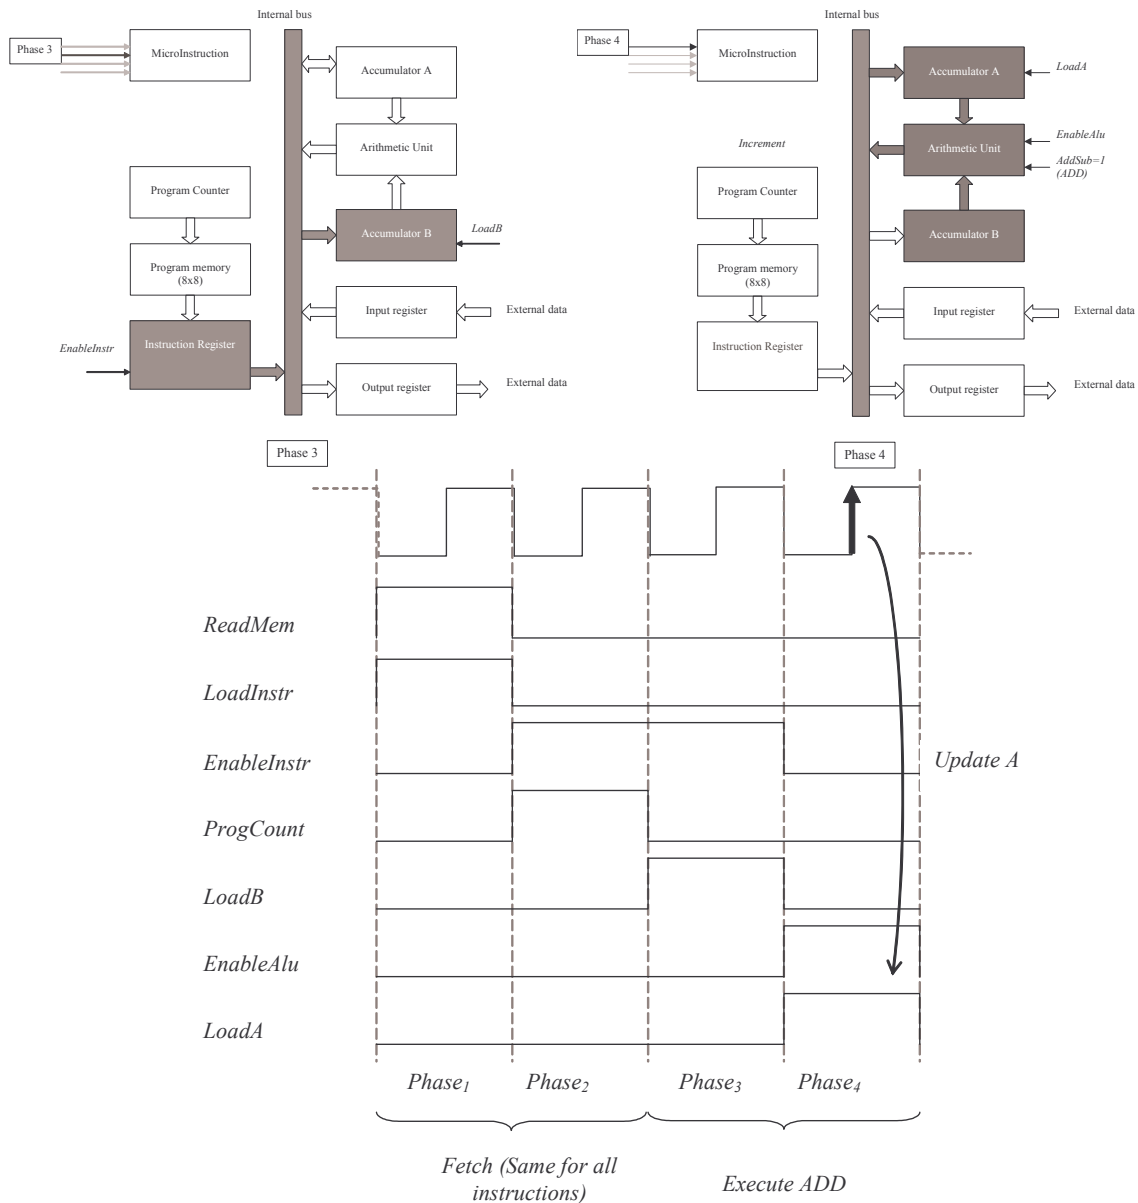 Internal bus
Phase 3
MicroInstruction
Accumulator A
Arithmetic Unit
Program Counter
Accumulator B
LoadB
Program memory
(8x8)
Input register
External data
EnableInstr
Instruction Register
Output register
External data
Phase 3
Internal bus
Phase 4
MicroInstruction
Accumulator A
LoadA
Increment
Arithmetic Unit
EnableAlu
AddSub=1
(ADD)
Program Counter
Accumulator B
Program memory
(8x8)
Input register
External data
Instruction Register
Output register
External data
Phase 4
ReadMem
LoadInstr
EnableInstr
Update A
ProgCount
LoadB
EnableAlu
LoadA
Phase1 Phase2 Phase3 Phase4
Fetch (Same for all
instructions)
Execute ADD